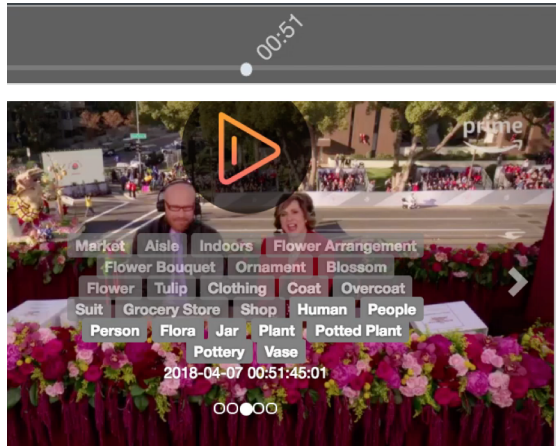 00:51
prime
Market Aisle Indoors Flower Arrangement
Flower Bouquet Ornament Blossom
Flower Tulip Clothing Coat Overcoat
Suit Grocery Store Shop Human People
Person Flora Jar Plant Potted Plant
Pottery Vase
2018-04-07 00:51:45:01